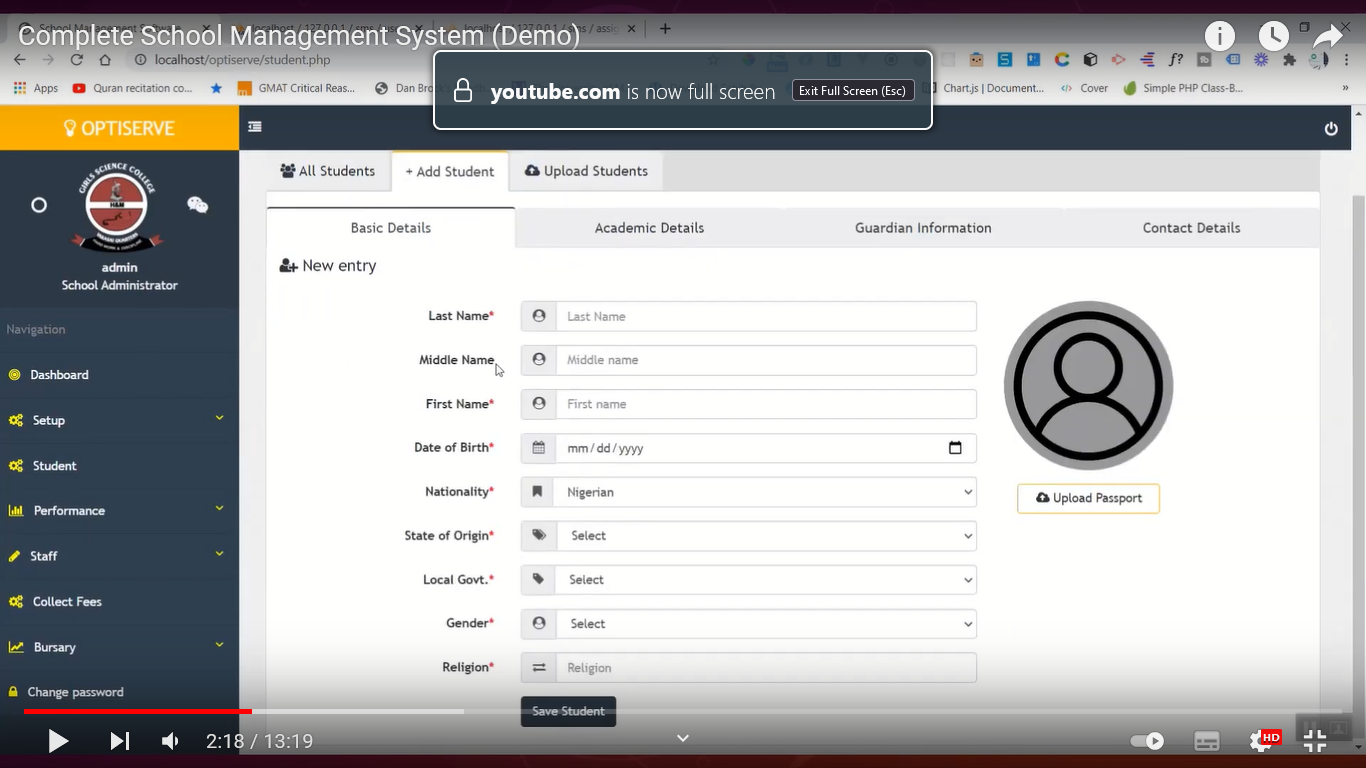 Complete School Management System (Demo)
localhost/optiserve/student.php
youtube.com is now full screen
Exit Full Screen (Esc)
Apps
Quran recitation co...
GMAT Critical Reas...
Dan Bro
Chart.js | Document...
Cover
Simple PHP Class-B...
»
OPTISERVE
GIRLS SCIENCE COLLEGE
admin
School Administrator
Navigation
Dashboard
Setup
Student
Performance
Staff
Collect Fees
Bursary
Change password
All Students
+ Add Student
Upload Students
Basic Details
Academic Details
Guardian Information
Contact Details
New entry
Last Name* Last Name
Middle Name Middle name
First Name* First name
Date of Birth* mm/dd/yyyy
Nationality* Nigerian
State of Origin* Select
Local Govt.* Select
Gender* Select
Religion* Religion
Upload Passport
Save Student
2:18 / 13:19
HD